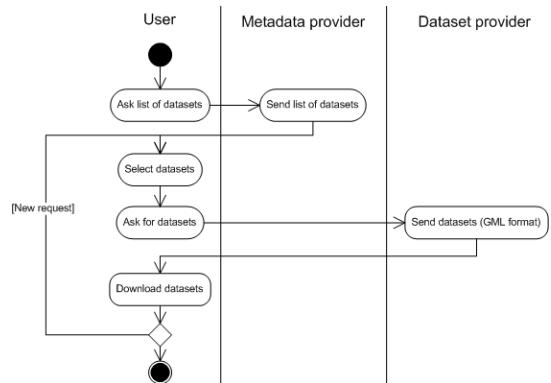 User
Metadata provider
Dataset provider
Ask list of datasets
Send list of datasets
Select datasets
[New request]
Ask for datasets
Send datasets (GML format)
Download datasets